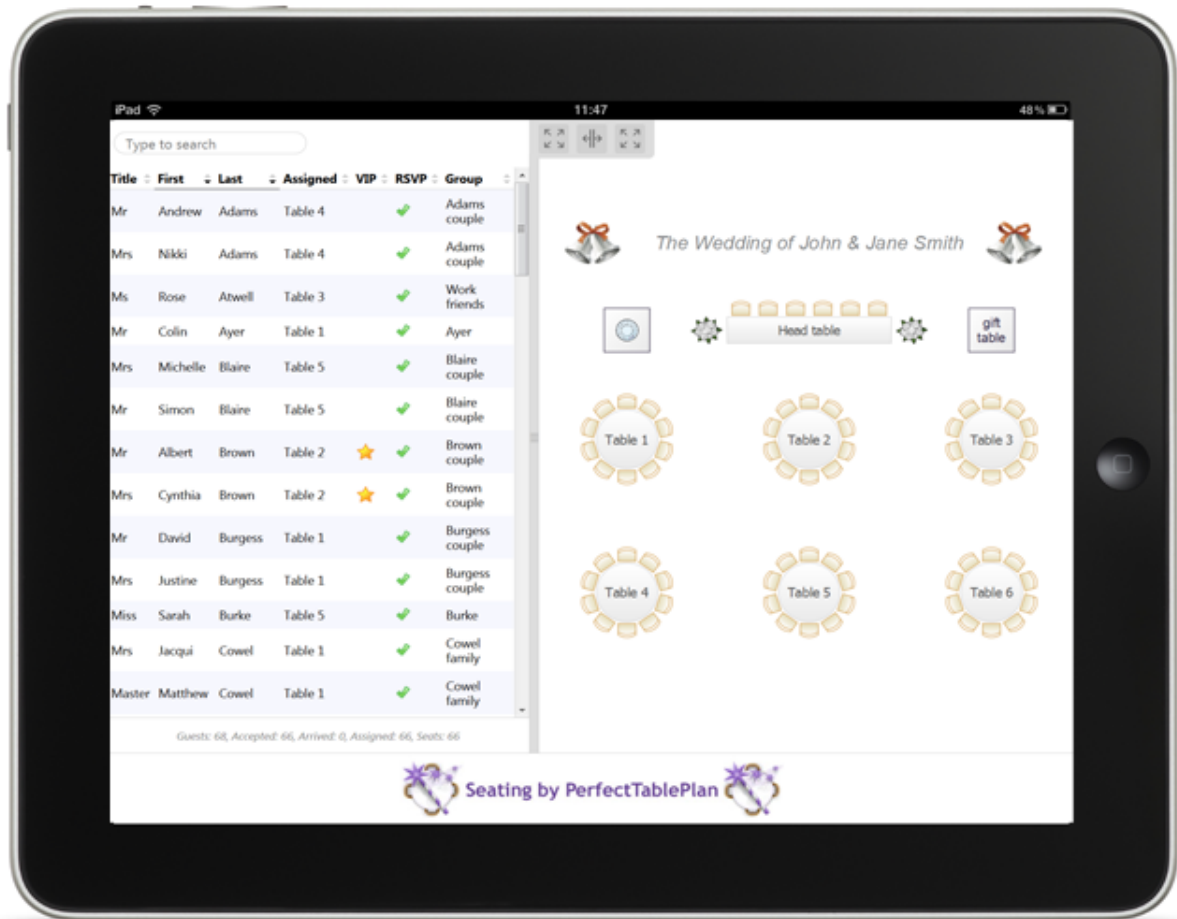 iPad 11:47 48%
Type to search
Title First Last Assigned VIP RSVP Group
Mr Andrew Adams Table 4 Adams
couple
Mrs Nikki Adams Table 4 Adams
couple
Ms Rose Atwell Table 3 Work
friends
Mr Colin Ayer Table 1 Ayer
Mrs Michelle Blaire Table 5 Blaire
couple
Mr Simon Blaire Table 5 Blaire
couple
Mr Albert Brown Table 2 Brown
couple
Mrs Cynthia Brown Table 2 Brown
couple
Mr David Burgess Table 1 Burgess
couple
Mrs Justine Burgess Table 1 Burgess
couple
Miss Sarah Burke Table 5 Burke
Mrs Jacqui Cowel Table 1 Cowel
family
Master Matthew Cowel Table 1 Cowel
family
Guests: 68, Accepted: 66, Arrived: 0, Assigned: 66, Seats: 66
The Wedding of John & Jane Smith
Head table
gift
table
Table 1 Table 2 Table 3
Table 4 Table 5 Table 6
Seating by PerfectTablePlan